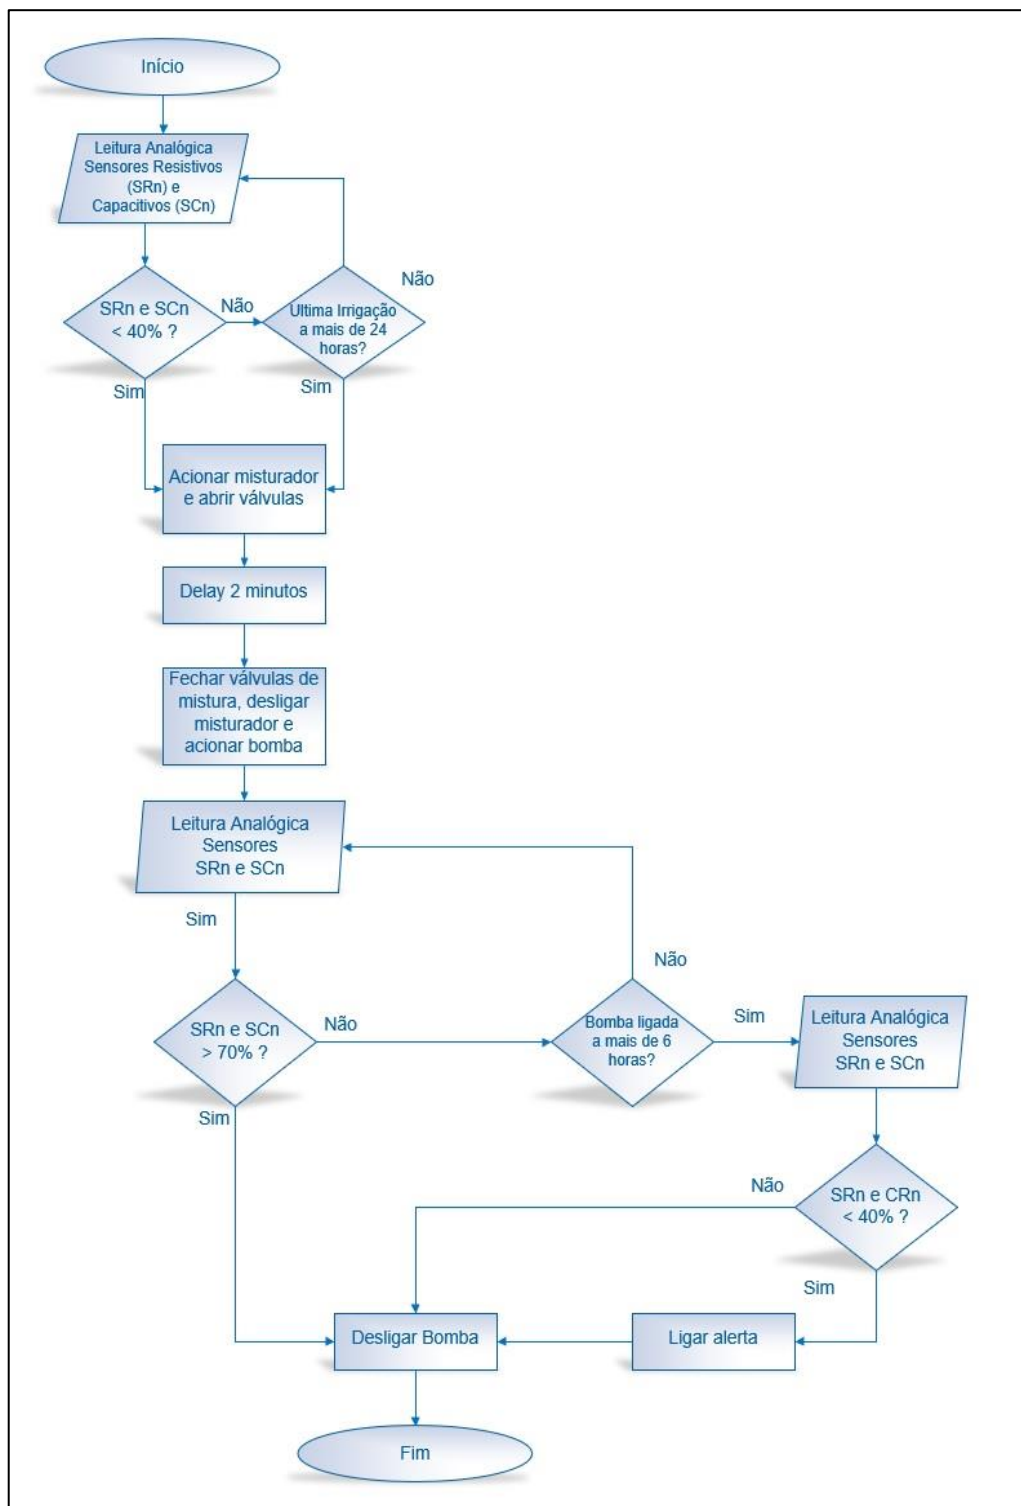 Início
Leitura Analógica
Sensores Resistivos
(SRn) e
Capacitivos (SCn)
Não
SRn e SCn
< 40% ?
Não
Ultima Irrigação
a mais de 24
horas?
Sim
Sim
Acionar misturador
e abrir válvulas
Delay 2 minutos
Fechar válvulas de
mistura, desligar
misturador e
acionar bomba
Leitura Analógica
Sensores
SRn e SCn
Sim
Não
SRn e SCn
> 70% ?
Não
Bomba ligada
a mais de 6
horas?
Sim
Leitura Analógica
Sensores
SRn e SCn
Sim
Não
SRn e CRn
< 40% ?
Sim
Desligar Bomba
Ligar alerta
Fim